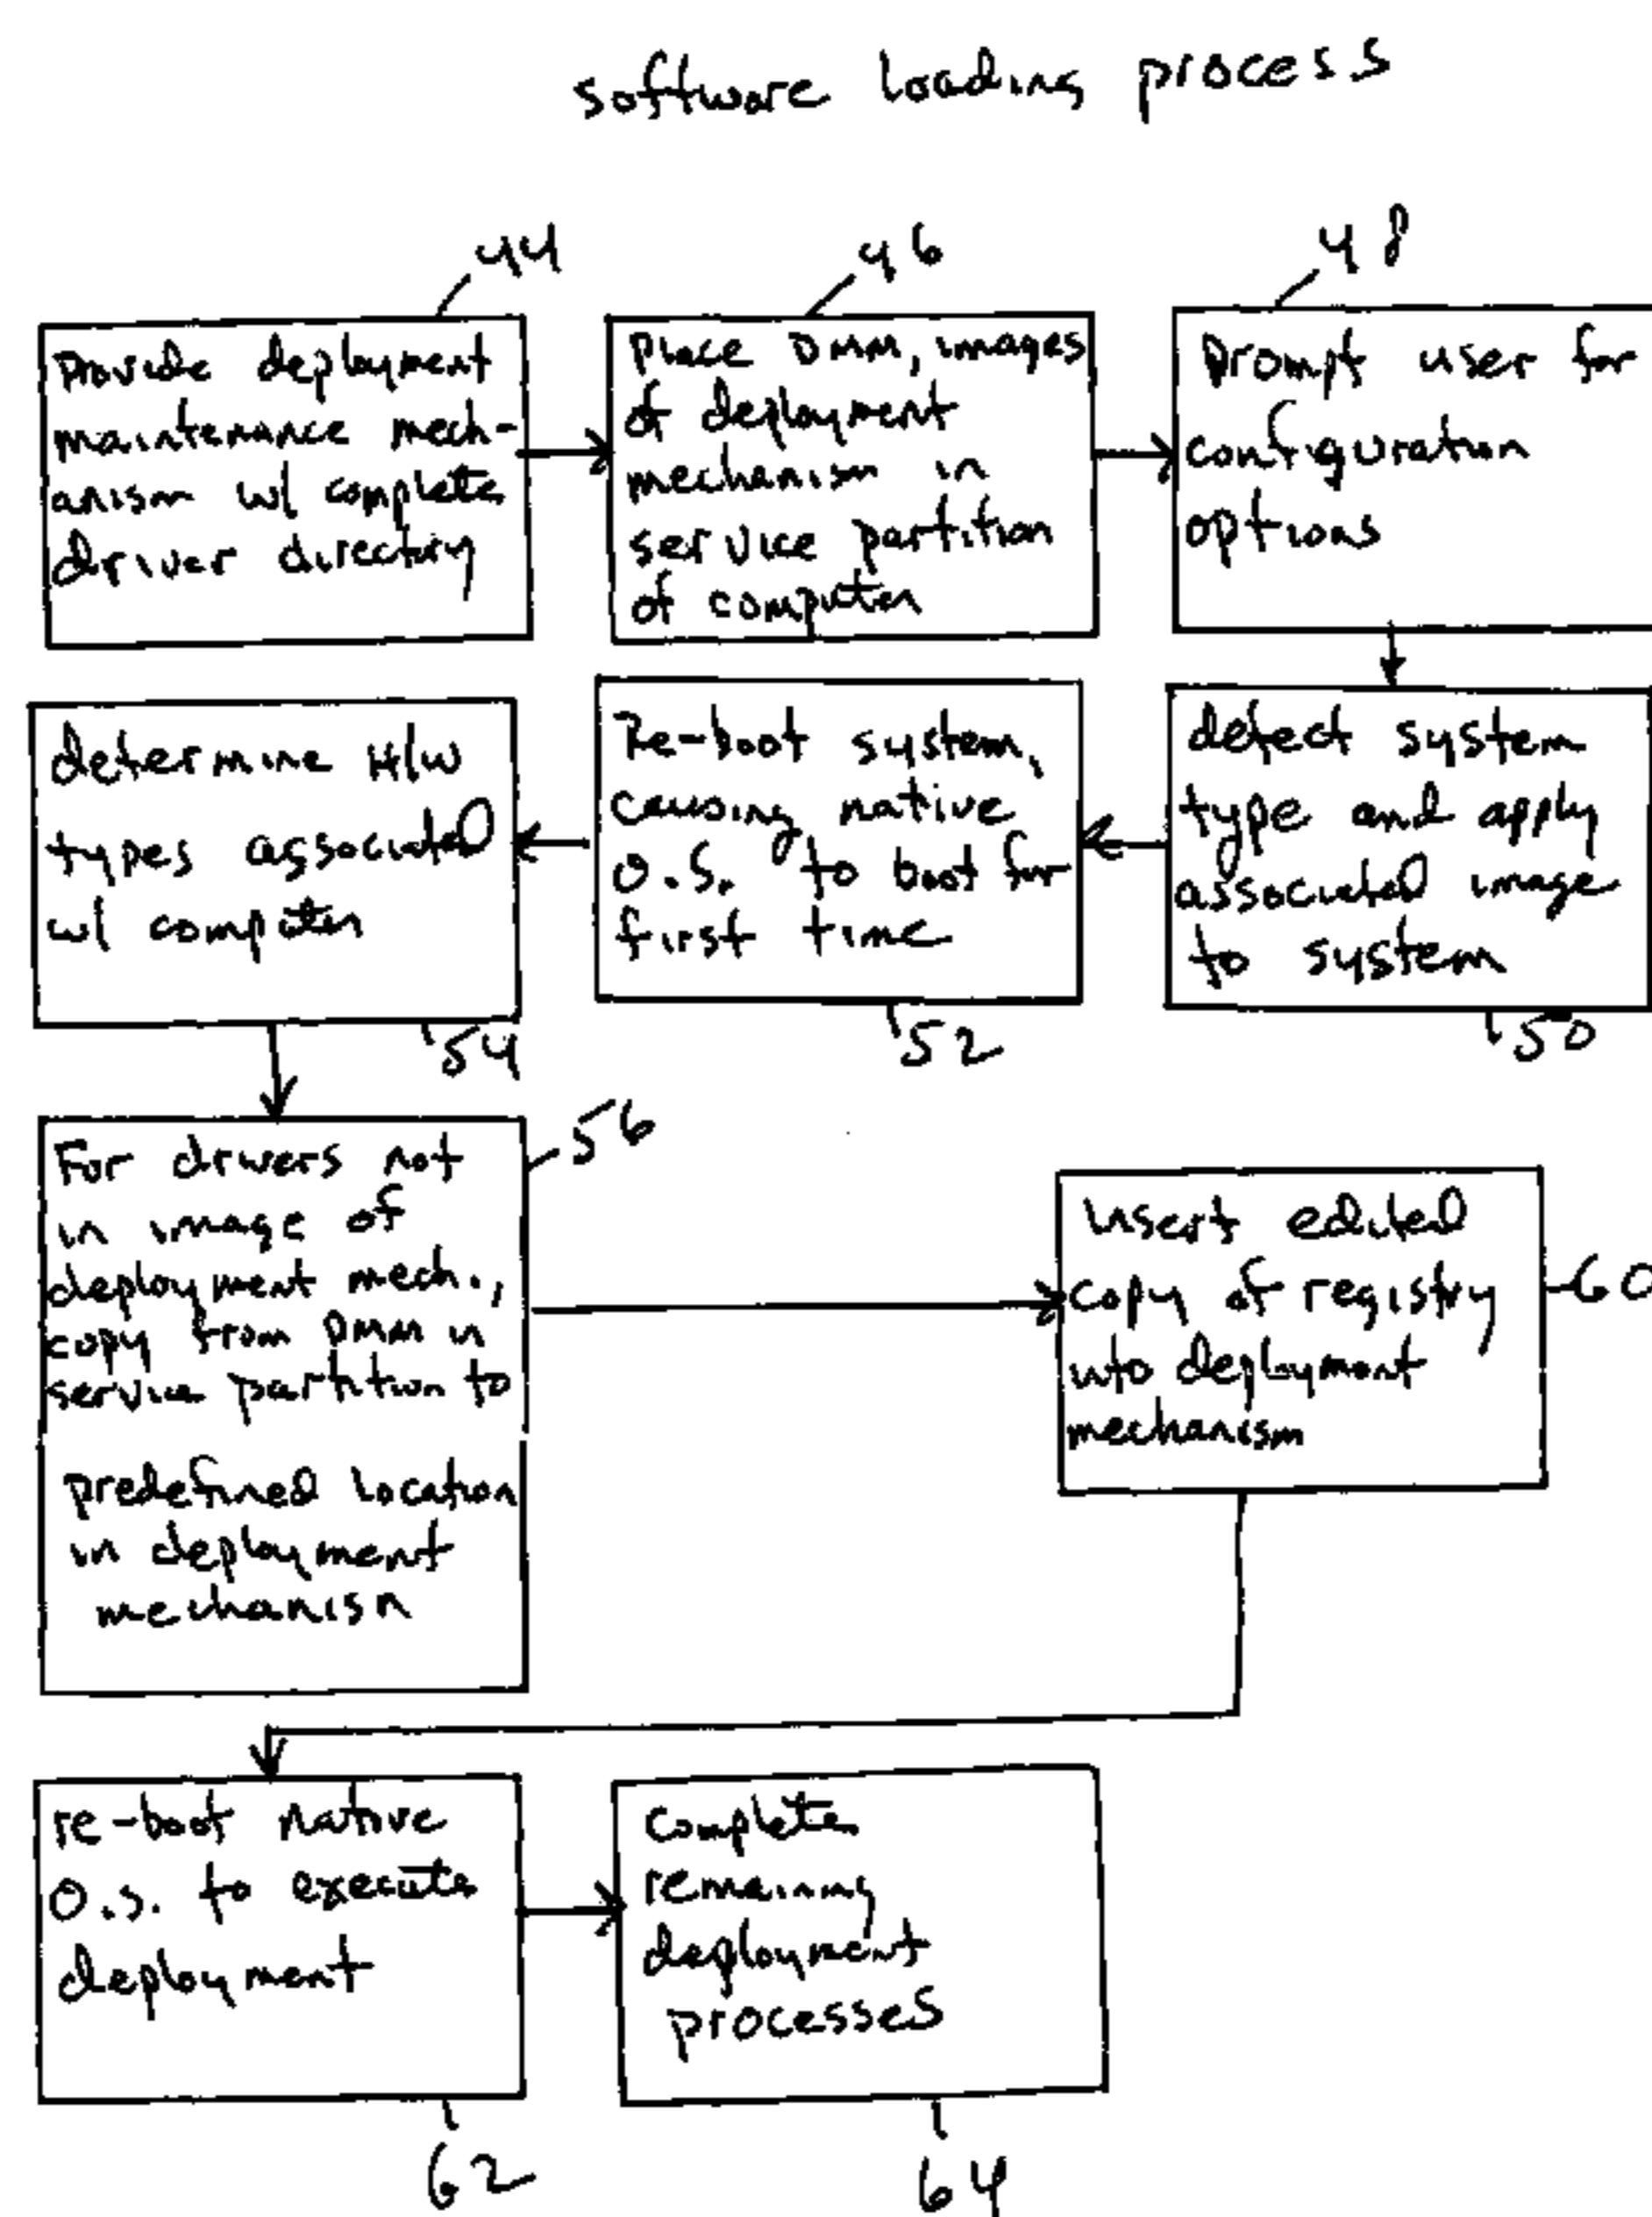 software loading process
44
Provide deployment
maintenance mech-
anism w/ complete
driver directory
46
Place DMM, images
of deployment
mechanism in
service partition
of computer
48
Prompt user for
configuration
options
detect system
type and apply
associated image
to system
50
Re-boot system,
causing native
O.S. to boot for
first time
52
determine H/W
types associated
w/ computer
54
56
For drivers not
in image of
deployment mech.,
copy from DMM in
service partition to
predefined location
in deployment
mechanism
Insert edited
copy of registry
into deployment
mechanism
60
re-boot native
O.S. to execute
deployment
62
Complete
remaining
deployment
processes
64